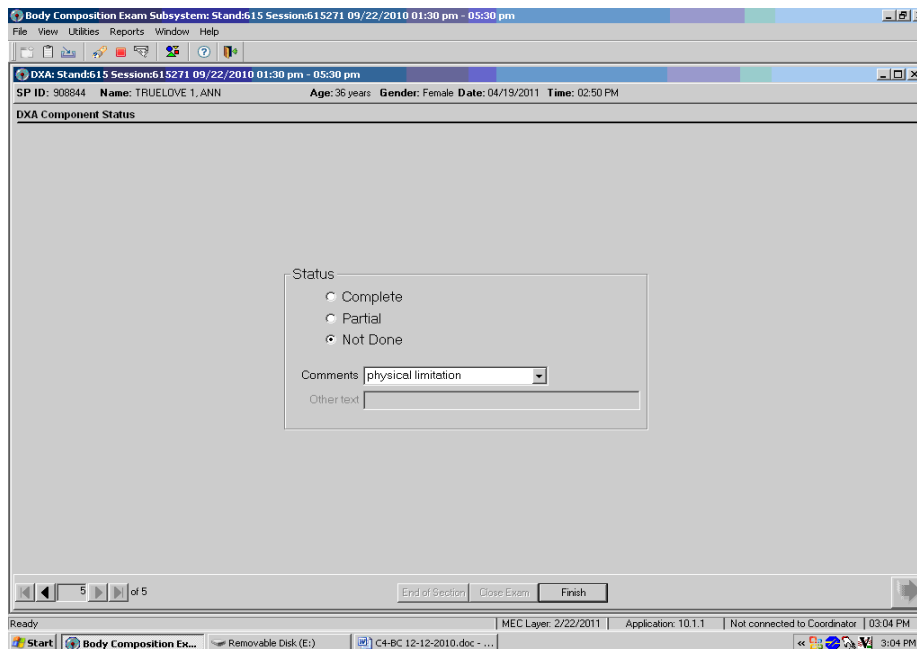 Body Composition Exam Subsystem: Stand:615 Session:615271 09/22/2010 01:30 pm - 05:30 pm
File View Utilities Reports Window Help
DXA: Stand:615 Session:615271 09/22/2010 01:30 pm - 05:30 pm
SP ID: 908844 Name: TRUELOVE 1, ANN Age: 36 years Gender: Female Date: 04/19/2011 Time: 02:50 PM
DXA Component Status
Status
Complete
Partial
Not Done
Comments physical limitation
Other text
5 of 5 End of Section Close Exam Finish
Ready MEC Layer: 2/22/2011 Application: 10.1.1 Not connected to Coordinator 03:04 PM
Start Body Composition Ex... Removable Disk (E:) C4-BC 12-12-2010.doc - ... « 3:04 PM